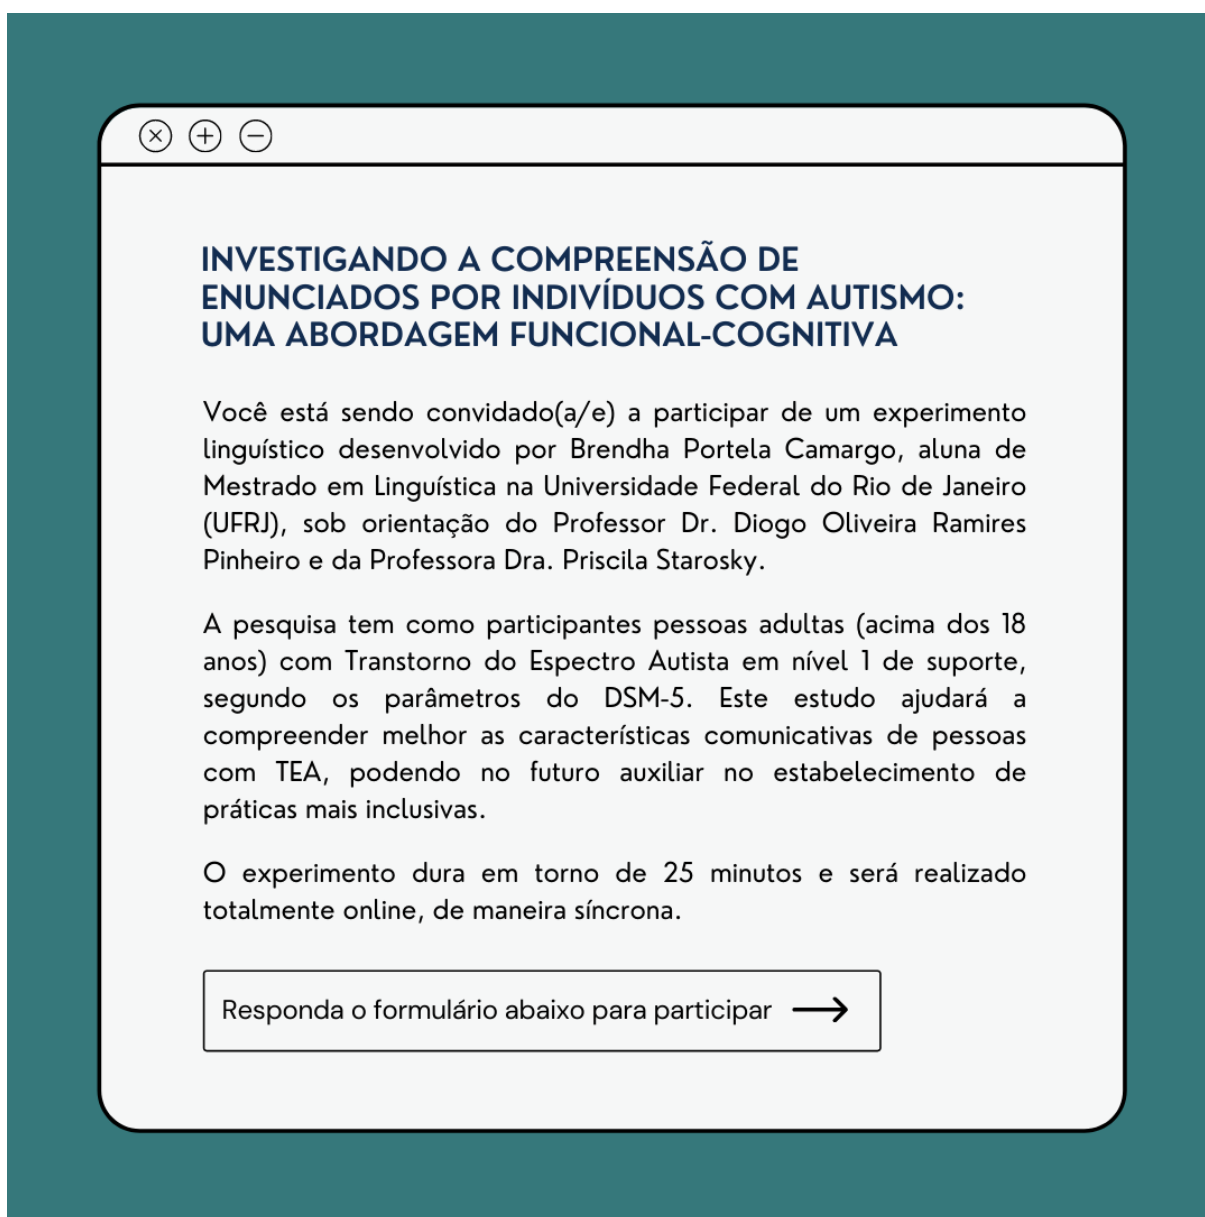 INVESTIGANDO A COMPREENSÃO DE
ENUNCIADOS POR INDIVÍDUOS COM AUTISMO:
UMA ABORDAGEM FUNCIONAL-COGNITIVA
Você está sendo convidado(a/e) a participar de um experimento
linguístico desenvolvido por Brendha Portela Camargo, aluna de
Mestrado em Linguística na Universidade Federal do Rio de Janeiro
(UFRJ), sob orientação do Professor Dr. Diogo Oliveira Ramires
Pinheiro e da Professora Dra. Priscila Starosky.
A pesquisa tem como participantes pessoas adultas (acima dos 18
anos) com Transtorno do Espectro Autista em nível 1 de suporte,
segundo os parâmetros do DSM-5. Este estudo ajudará a
compreender melhor as características comunicativas de pessoas
com TEA, podendo no futuro auxiliar no estabelecimento de
práticas mais inclusivas.
O experimento dura em torno de 25 minutos e será realizado
totalmente online, de maneira síncrona.
Responda o formulário abaixo para participar